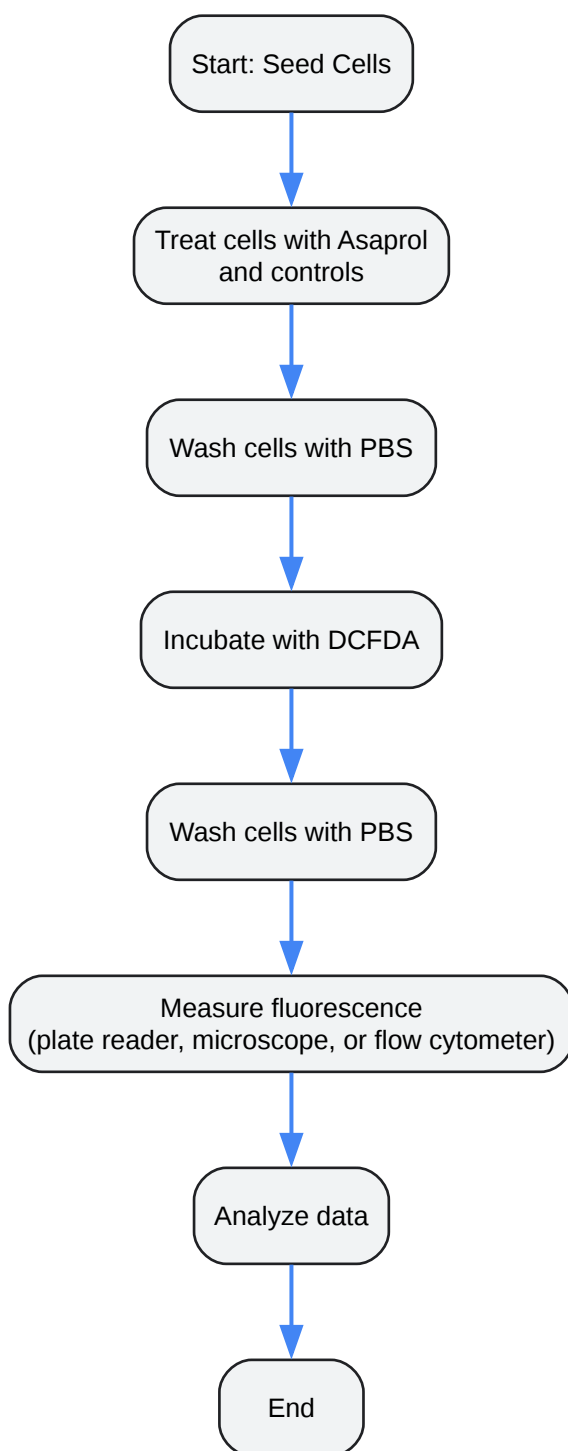 Start: Seed Cells
Treat cells with Asaprol
and controls
Wash cells with PBS
Incubate with DCFDA
Wash cells with PBS
Measure fluorescence
(plate reader, microscope, or flow cytometer)
Analyze data
End